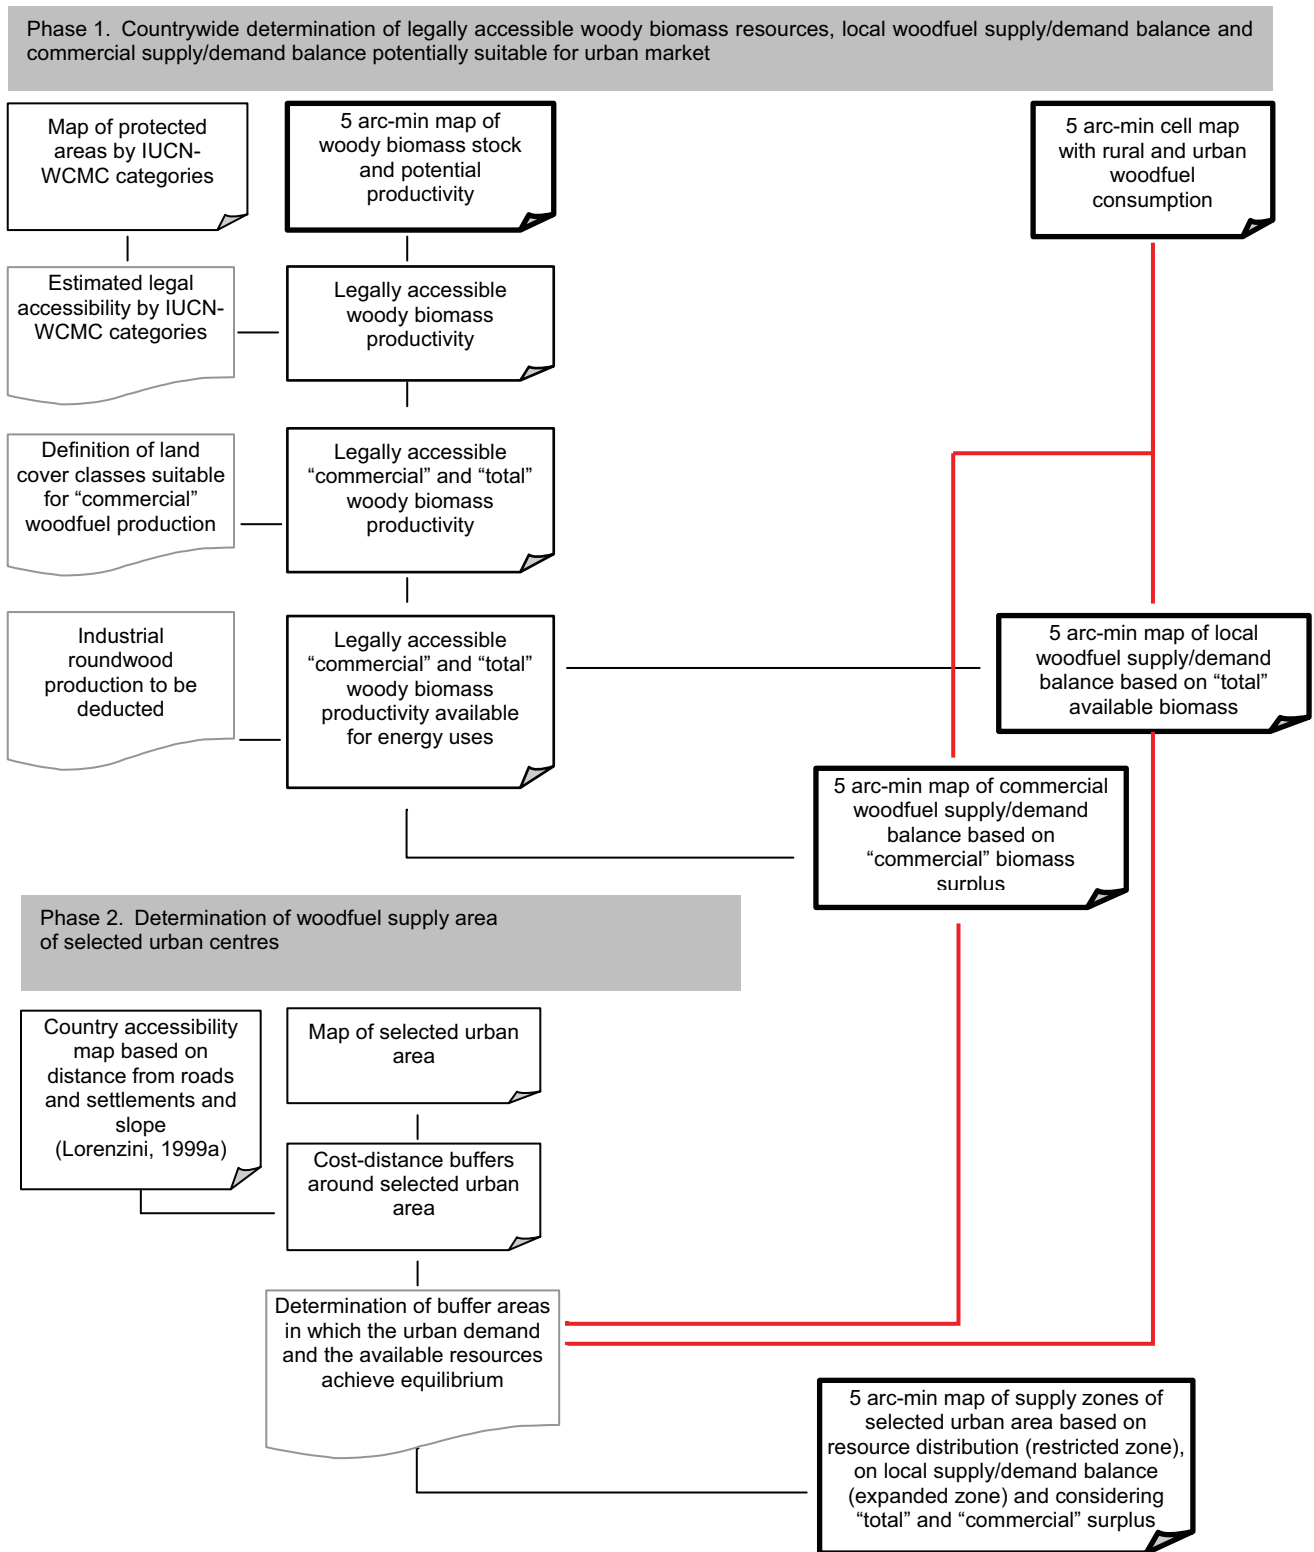 Phase 1. Countrywide determination of legally accessible woody biomass resources, local woodfuel supply/demand balance and
commercial supply/demand balance potentially suitable for urban market
Map of protected
areas by IUCN-
WCMC categories
5 arc-min map of
woody biomass stock
and potential
productivity
5 arc-min cell map
with rural and urban
woodfuel
consumption
Estimated legal
accessibility by IUCN-
WCMC categories
Legally accessible
woody biomass
productivity
Definition of land
cover classes suitable
for “commercial”
woodfuel production
Legally accessible
“commercial” and “total”
woody biomass
productivity
Industrial
roundwood
production to be
deducted
Legally accessible
“commercial” and “total”
woody biomass
productivity available
for energy uses
5 arc-min map of local
woodfuel supply/demand
balance based on “total”
available biomass
5 arc-min map of commercial
woodfuel supply/demand
balance based on
“commercial” biomass
surplus
Phase 2. Determination of woodfuel supply area
of selected urban centres
Country accessibility
map based on
distance from roads
and settlements and
slope
(Lorenzini, 1999a)
Map of selected urban
area
Cost-distance buffers
around selected urban
area
Determination of buffer areas
in which the urban demand
and the available resources
achieve equilibrium
5 arc-min map of supply zones of
selected urban area based on
resource distribution (restricted zone),
on local supply/demand balance
(expanded zone) and considering
“total” and “commercial” surplus